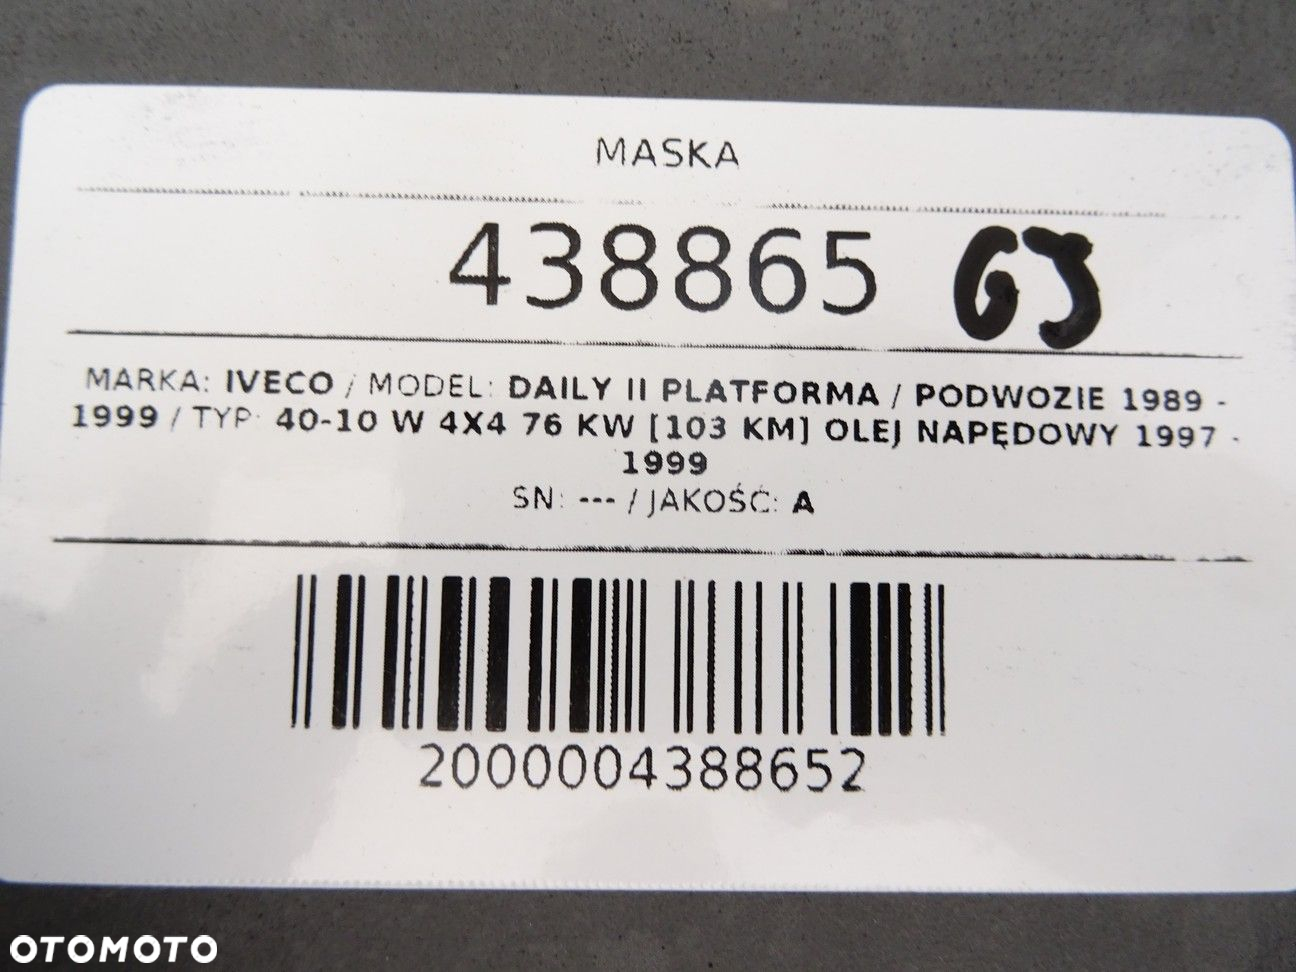 MASKA
438865 GJ
MARKA: IVECO / MODEL: DAILY II PLATFORMA / PODWOZIE 1989 -
1999 / TYP: 40-10 W 4X4 76 KW [103 KM] OLEJ NAPĘDOWY 1997 -
1999
SN: --- / JAKOŚĆ: A
2000004388652
OTOMOTO